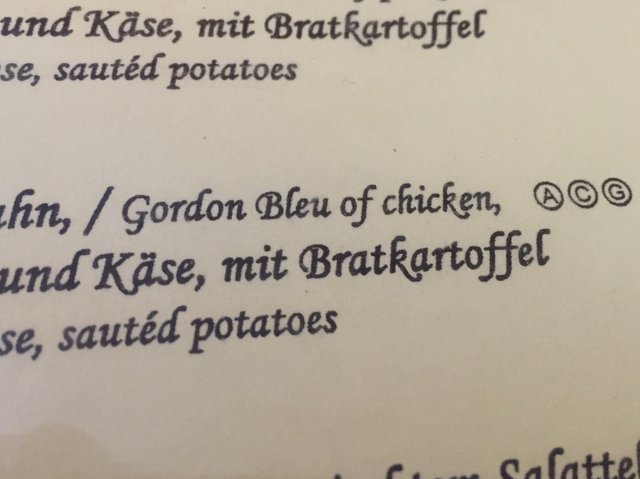 und Käse, mit Bratkartoffel
se, sautéd potatoes
ahn, / Gordon Bleu of chicken, Ⓐ Ⓒ Ⓖ
und Käse, mit Bratkartoffel
se, sautéd potatoes